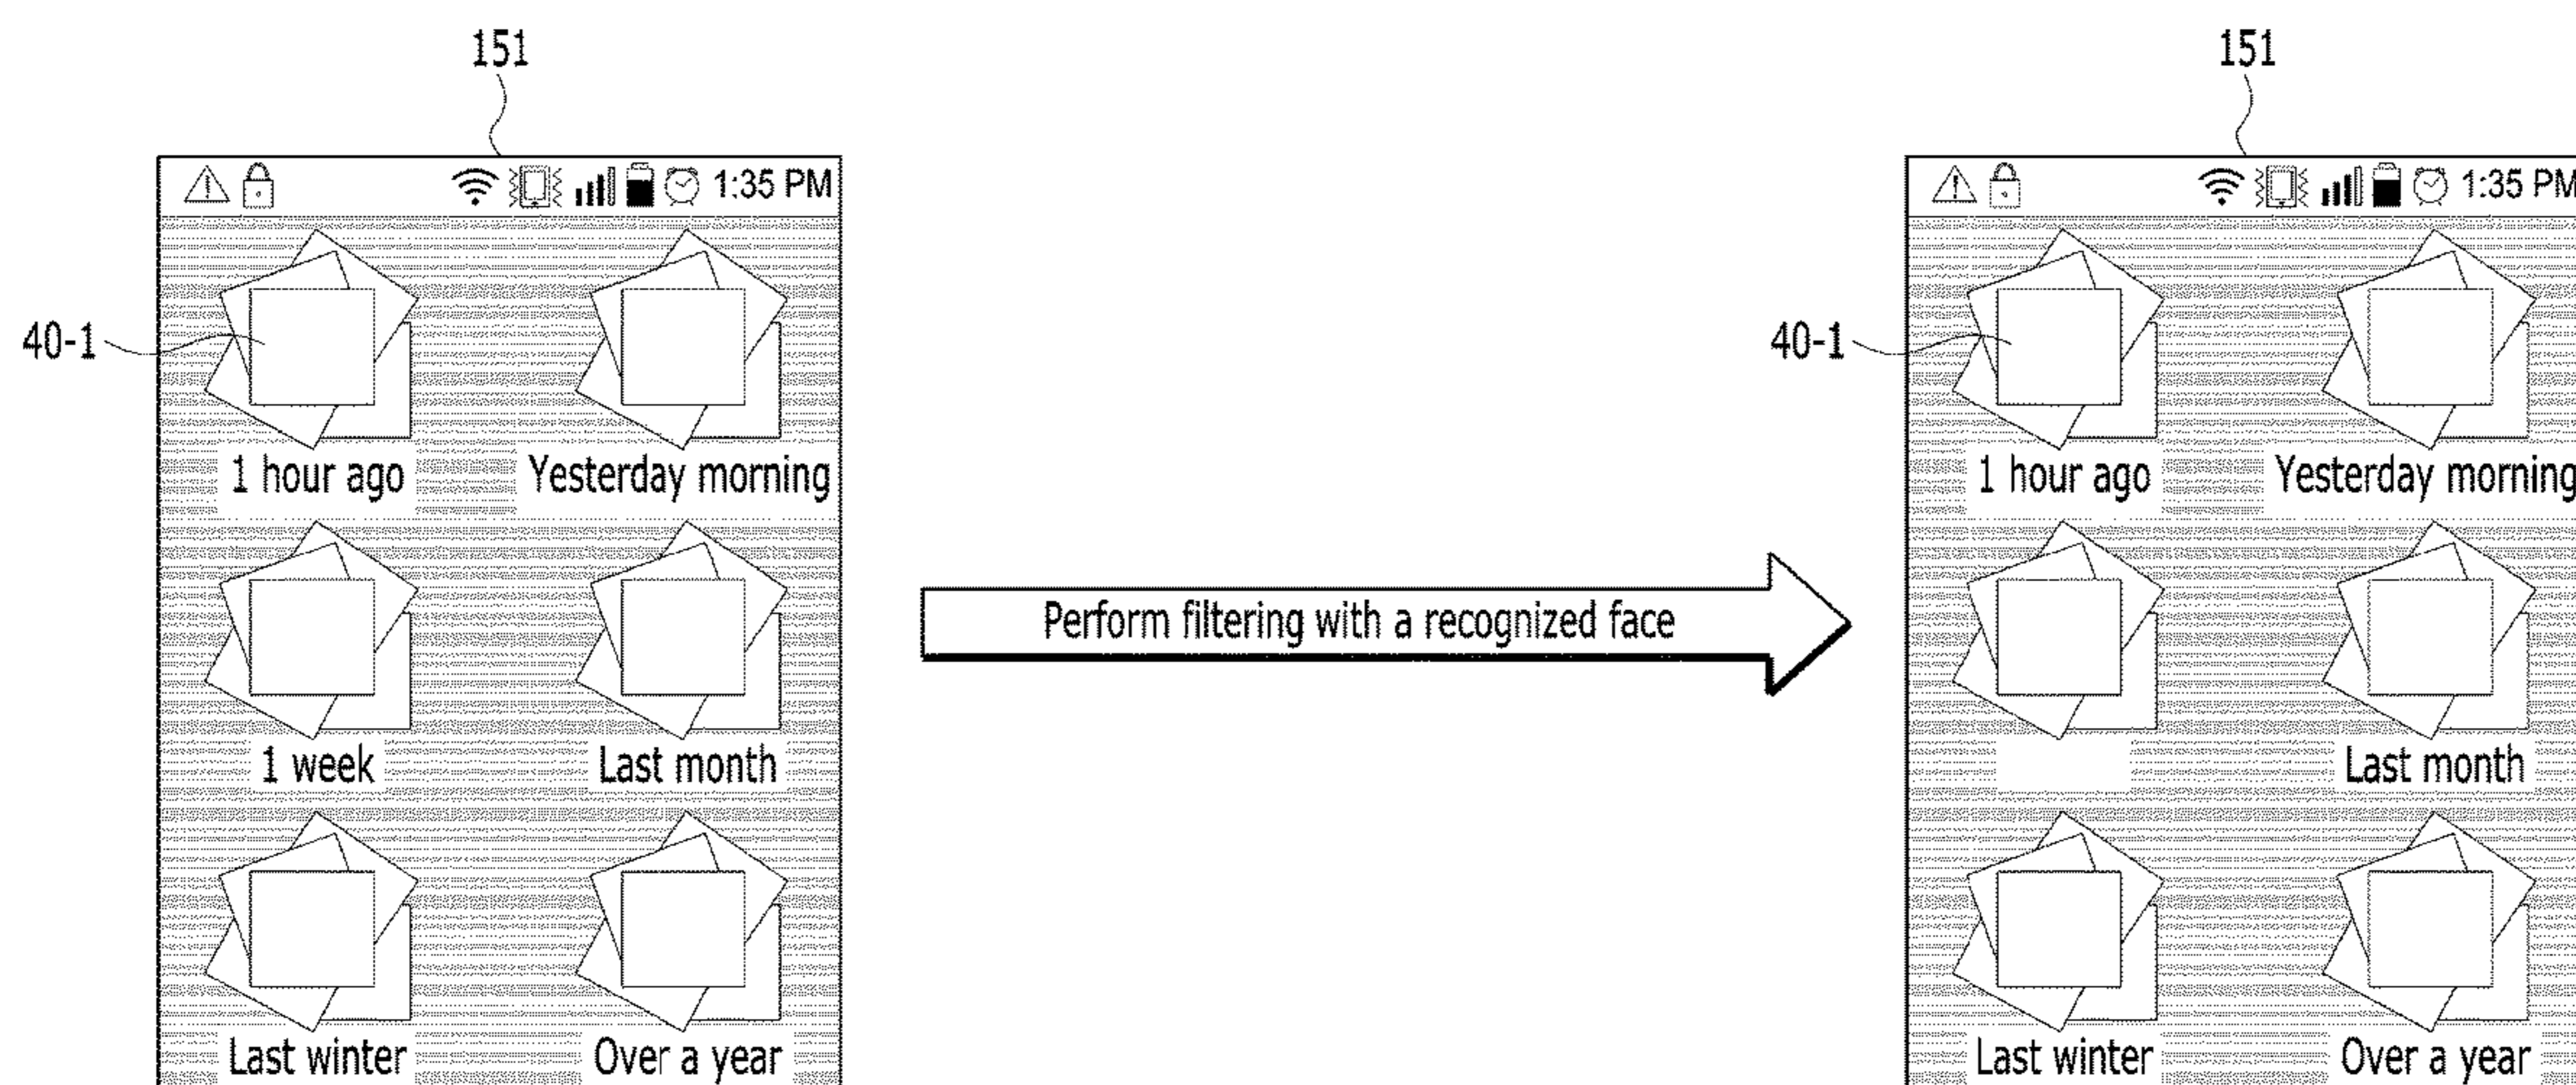 151
151
1:35 PM
1:35 PM
40-1
40-1
1 hour ago
Yesterday morning
1 hour ago
Yesterday morning
Perform filtering with a recognized face
1 week
Last month
Last month
Last winter
Over a year
Last winter
Over a year